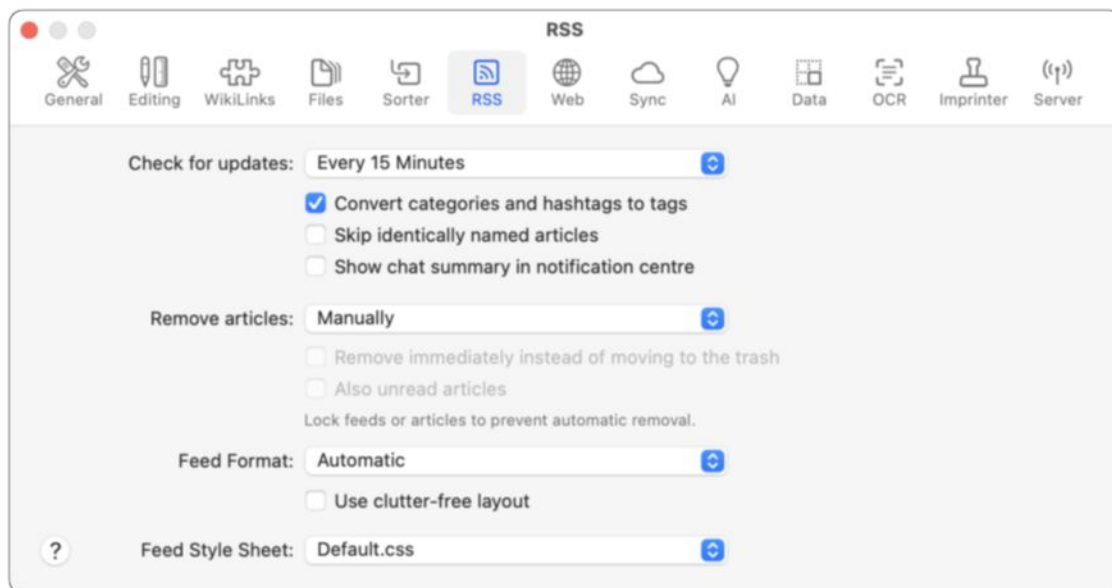 RSS
General Editing WikiLinks Files Sorter RSS Web Sync AI Data OCR Imprinter Server
Check for updates: Every 15 Minutes
Convert categories and hashtags to tags
Skip identically named articles
Show chat summary in notification centre
Remove articles: Manually
Remove immediately instead of moving to the trash
Also unread articles
Lock feeds or articles to prevent automatic removal.
Feed Format: Automatic
Use clutter-free layout
? Feed Style Sheet: Default.css